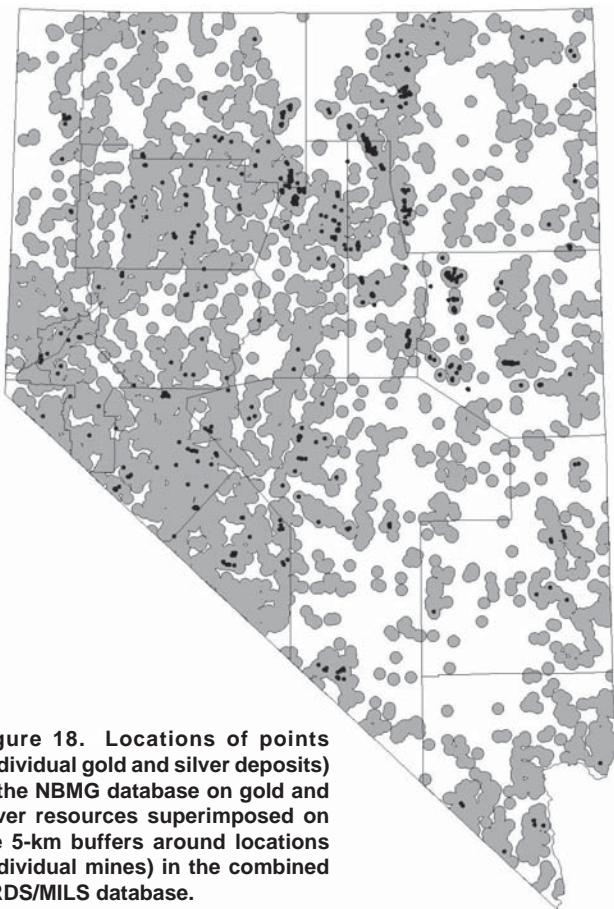 gure 18. Locations of points
dividual gold and silver deposits)
the NBMG database on gold and
ver resources superimposed on
e 5-km buffers around locations
dividual mines) in the combined
RDS/MILS database.